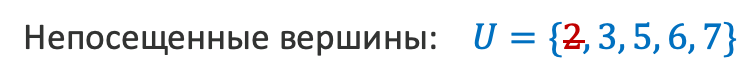 Непосещенные вершины: U = {2, 3, 5, 6, 7}